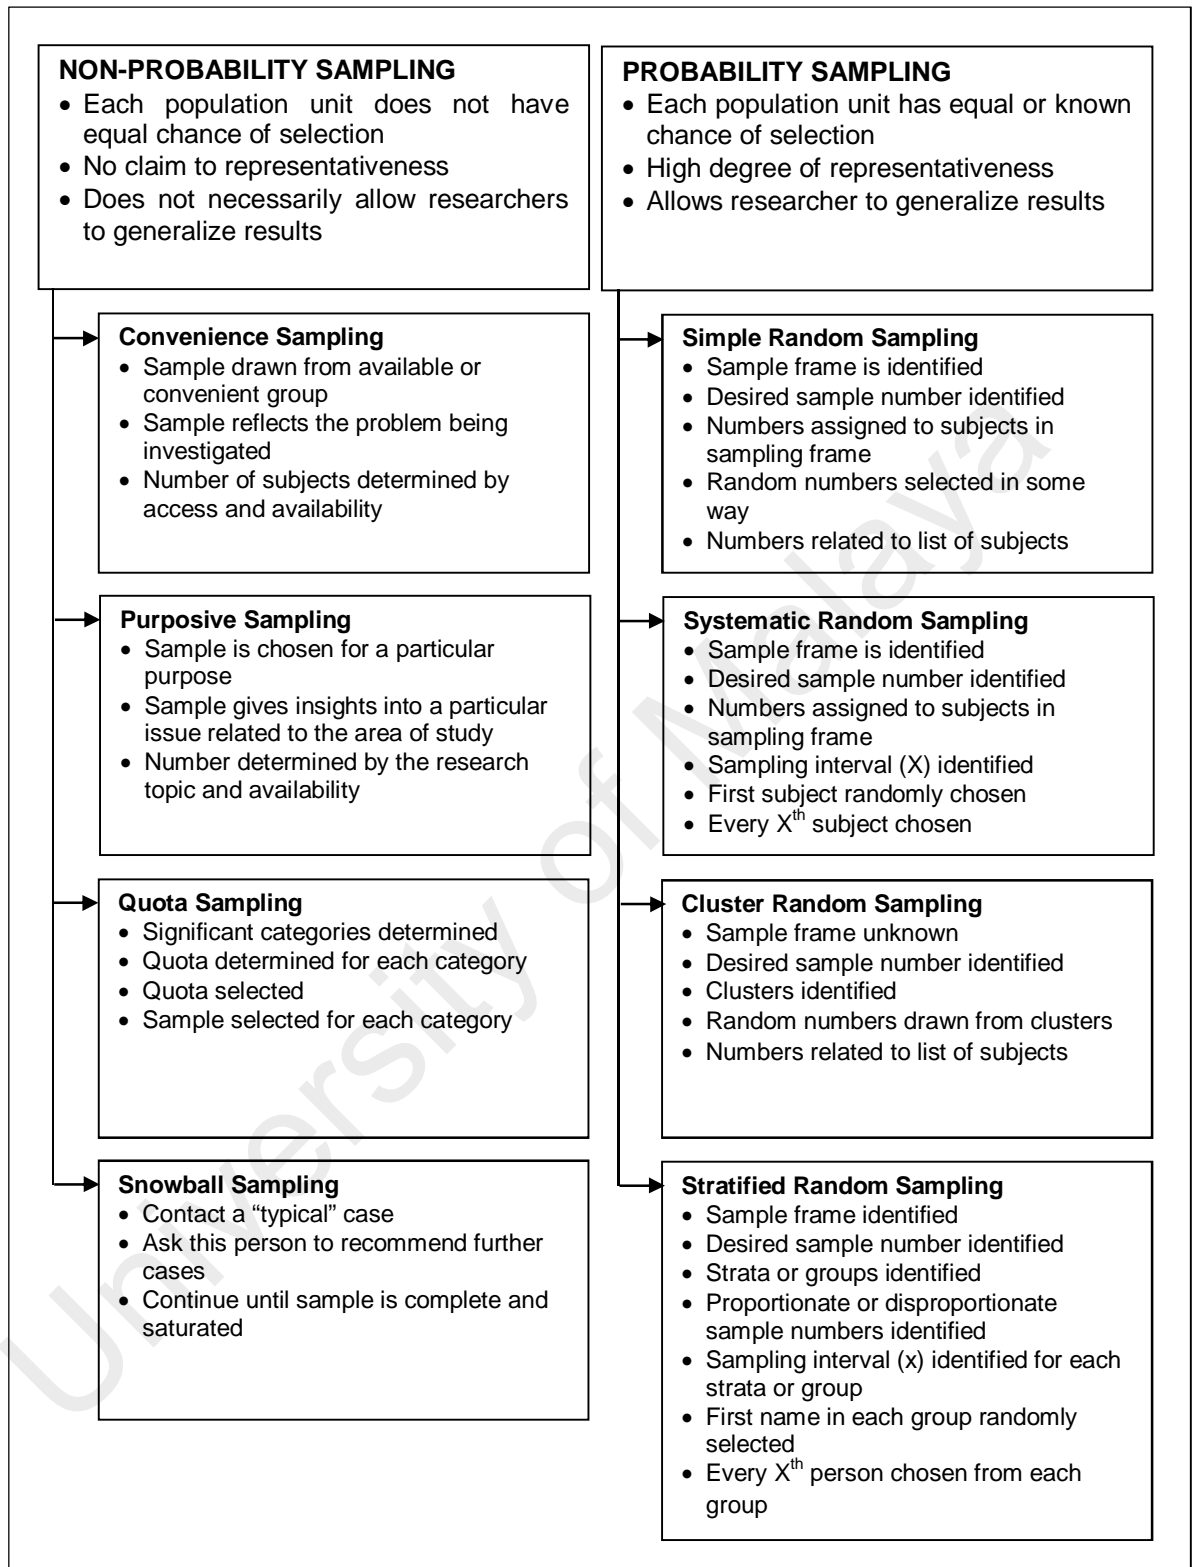 NON-PROBABILITY SAMPLING
• Each population unit does not have
equal chance of selection
• No claim to representativeness
• Does not necessarily allow researchers
to generalize results
Convenience Sampling
• Sample drawn from available or
convenient group
• Sample reflects the problem being
investigated
• Number of subjects determined by
access and availability
Purposive Sampling
• Sample is chosen for a particular
purpose
• Sample gives insights into a particular
issue related to the area of study
• Number determined by the research
topic and availability
Quota Sampling
• Significant categories determined
• Quota determined for each category
• Quota selected
• Sample selected for each category
Snowball Sampling
• Contact a “typical” case
• Ask this person to recommend further
cases
• Continue until sample is complete and
saturated
PROBABILITY SAMPLING
• Each population unit has equal or known
chance of selection
• High degree of representativeness
• Allows researcher to generalize results
Simple Random Sampling
• Sample frame is identified
• Desired sample number identified
• Numbers assigned to subjects in
sampling frame
• Random numbers selected in some
way
• Numbers related to list of subjects
Systematic Random Sampling
• Sample frame is identified
• Desired sample number identified
• Numbers assigned to subjects in
sampling frame
• Sampling interval (X) identified
• First subject randomly chosen
• Every Xth subject chosen
Cluster Random Sampling
• Sample frame unknown
• Desired sample number identified
• Clusters identified
• Random numbers drawn from clusters
• Numbers related to list of subjects
Stratified Random Sampling
• Sample frame identified
• Desired sample number identified
• Strata or groups identified
• Proportionate or disproportionate
sample numbers identified
• Sampling interval (x) identified for each
strata or group
• First name in each group randomly
selected
• Every Xth person chosen from each
group
University of Malaya